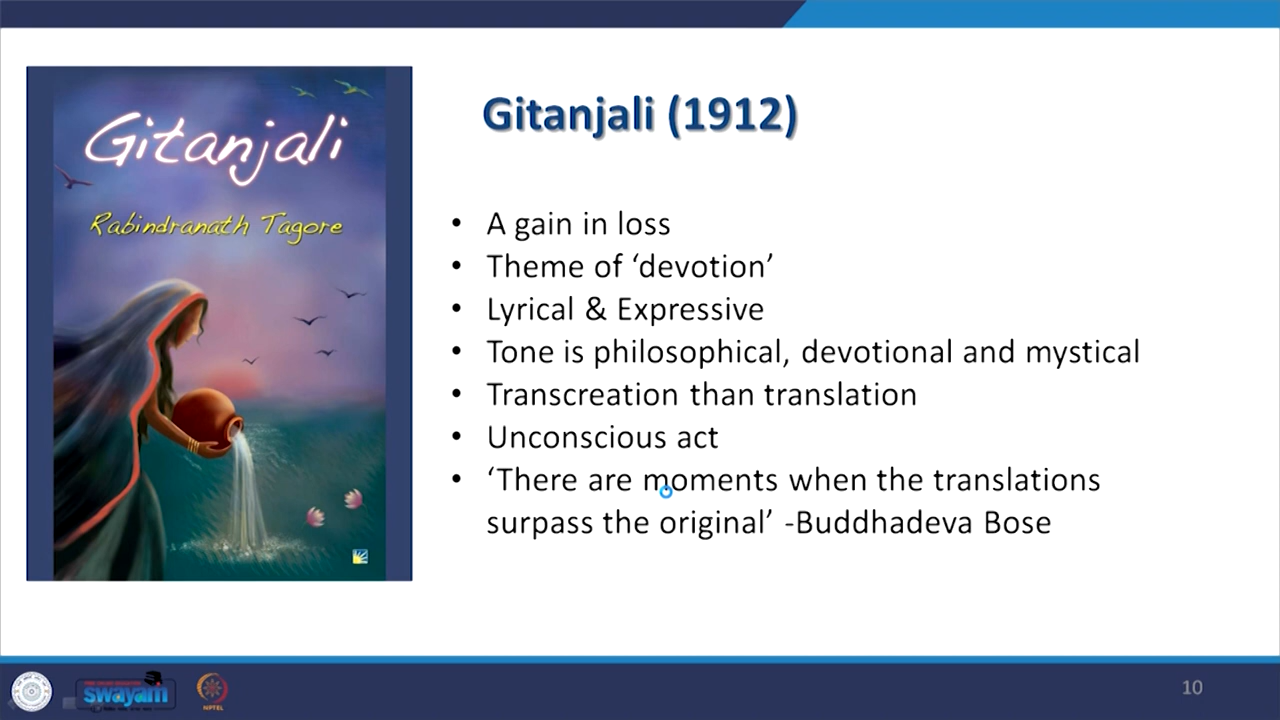 Gitanjali
Rabindranath Tagore
Gitanjali (1912)
• A gain in loss
• Theme of ‘devotion’
• Lyrical & Expressive
• Tone is philosophical, devotional and mystical
• Transcreation than translation
• Unconscious act
• ‘There are moments when the translations
surpass the original’ -Buddhadeva Bose
swayam
NPTEL
10